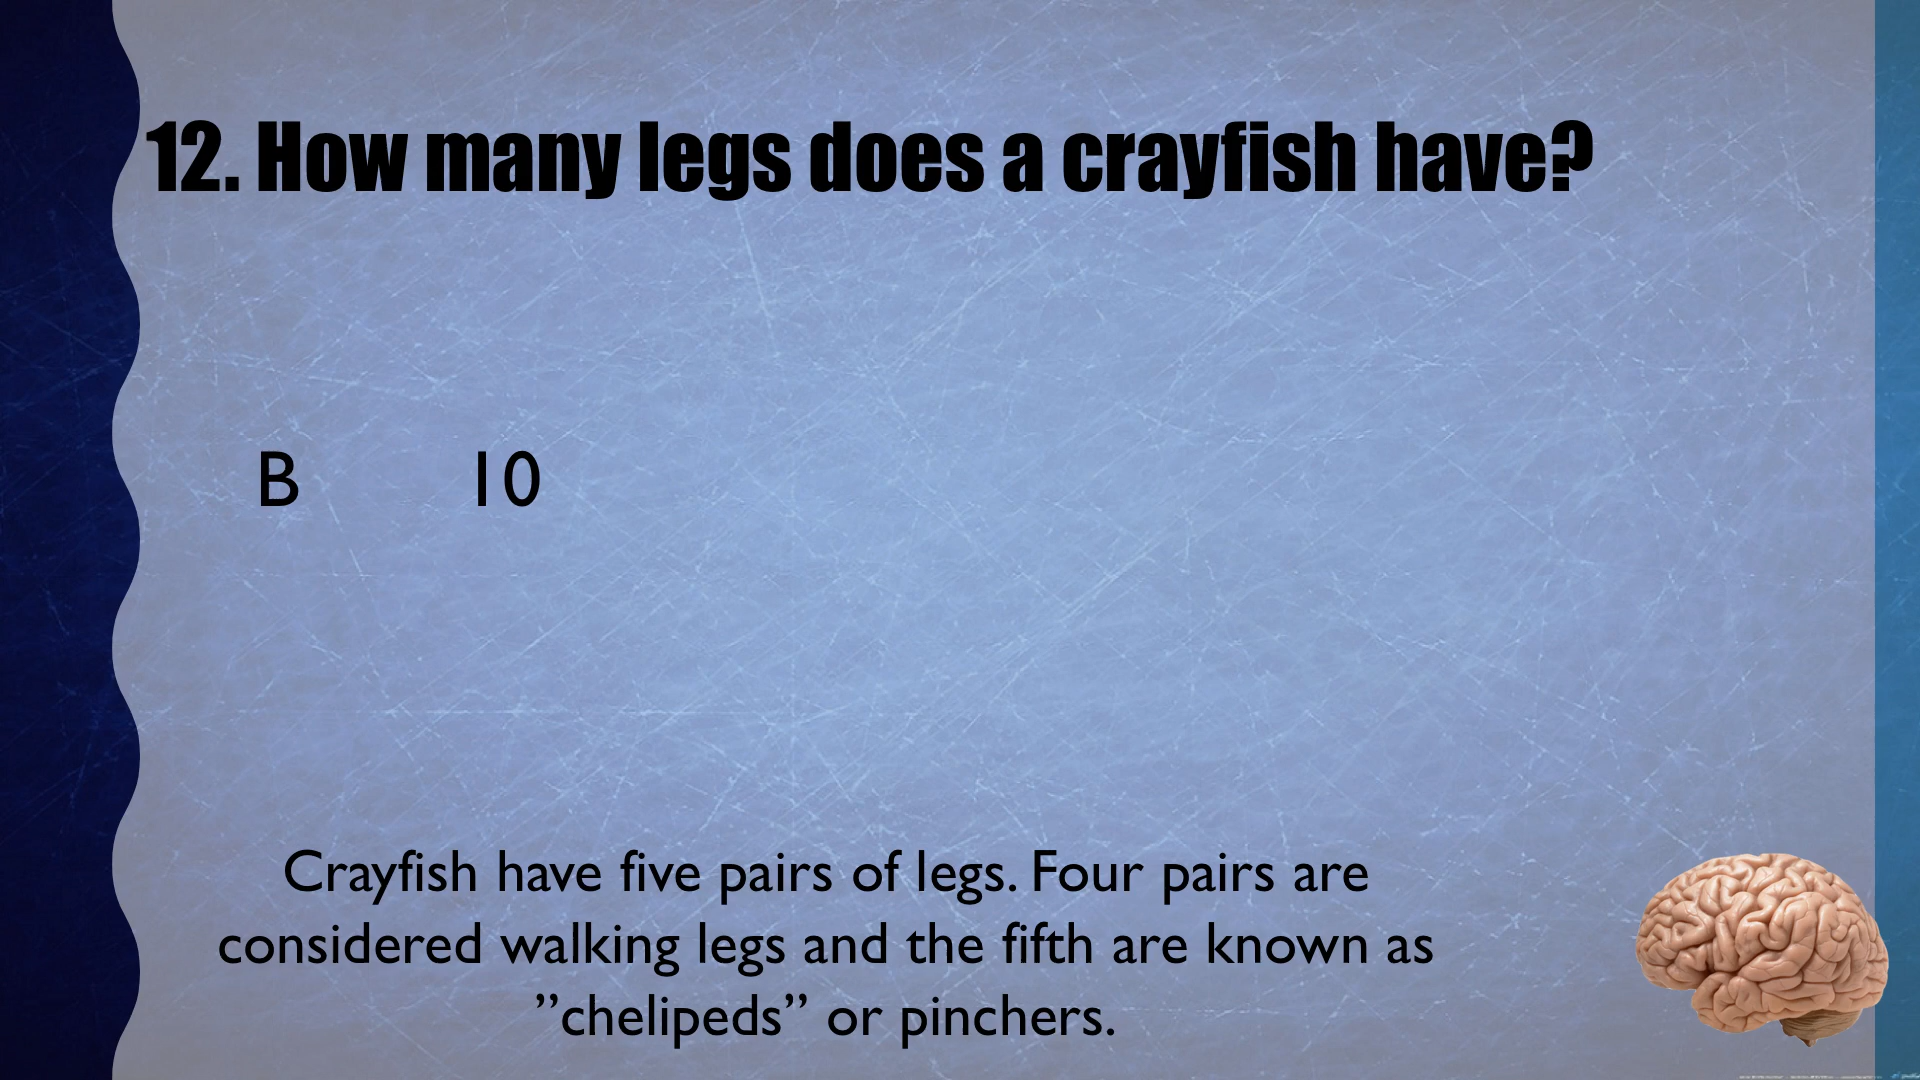 12. How many legs does a crayfish have?
B 10
Crayfish have five pairs of legs. Four pairs are
considered walking legs and the fifth are known as
”chelipeds” or pinchers.